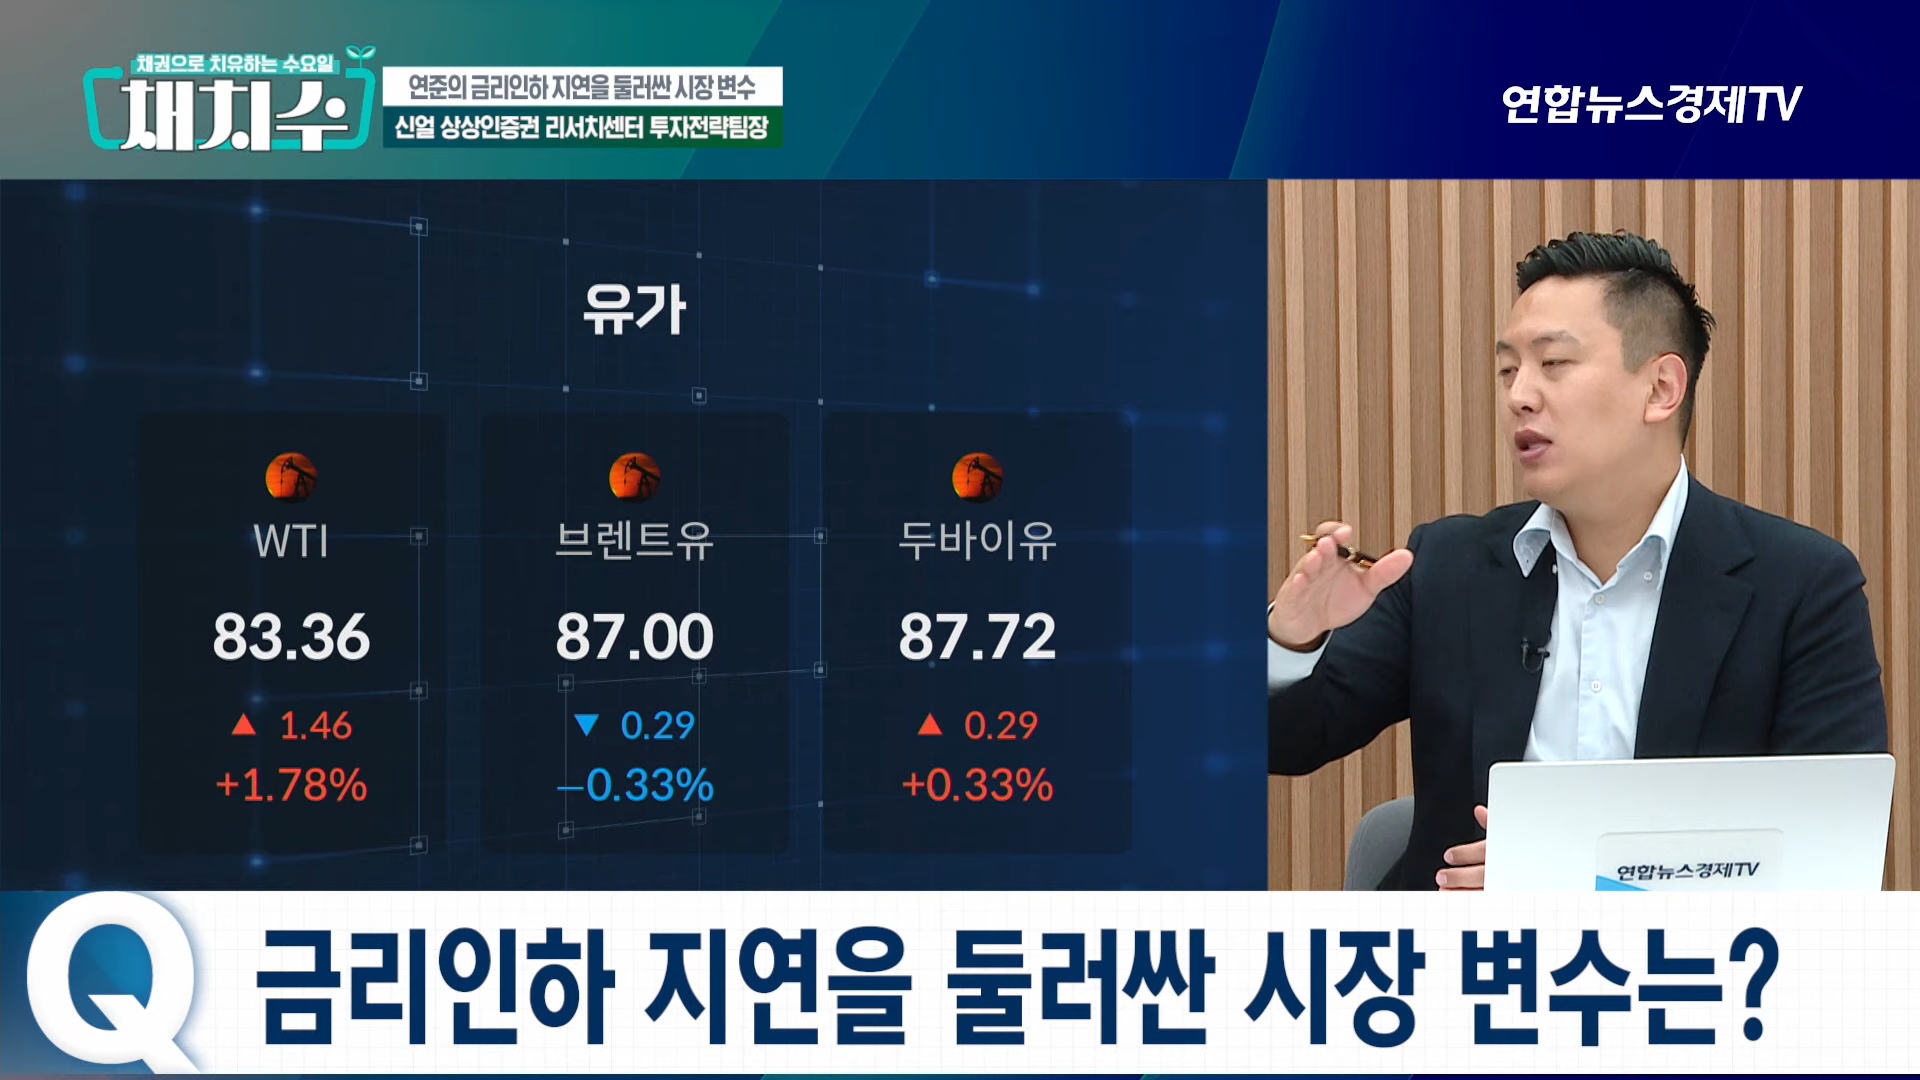 채권으로 치유하는 수요일
채치수
연준의 금리인하 지연을 둘러싼 시장 변수
신얼 상상인증권 리서치센터 투자전략팀장
연합뉴스경제TV
유가
WTI
83.36
▲ 1.46
+1.78%
브렌트유
87.00
▼ 0.29
−0.33%
두바이유
87.72
▲ 0.29
+0.33%
연합뉴스경제TV
Q 금리인하 지연을 둘러싼 시장 변수는?